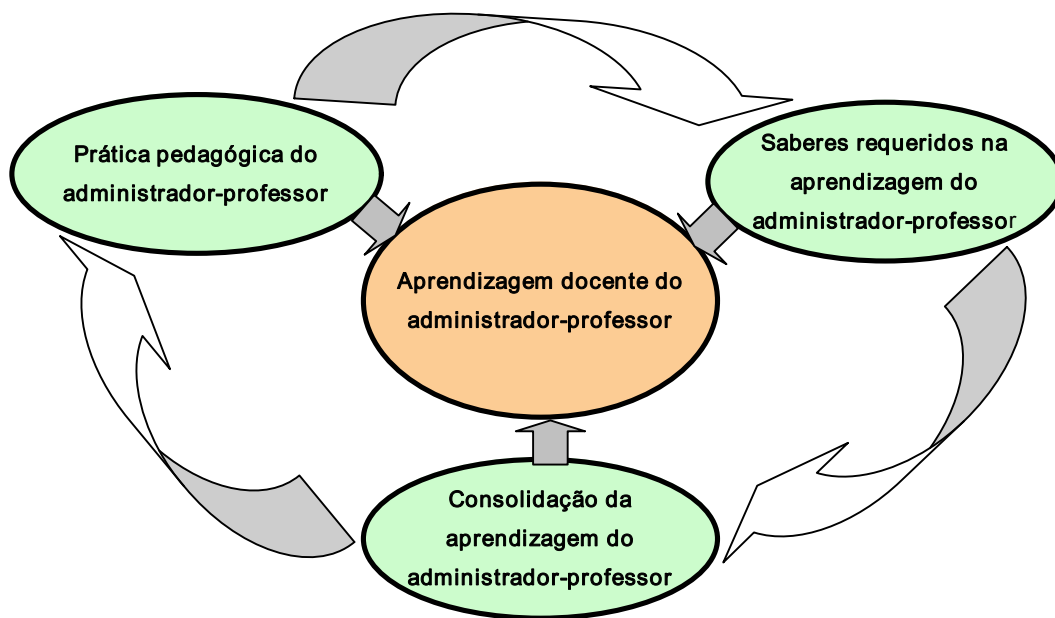 Prática pedagógica do
administrador-professor
Saberes requeridos na
aprendizagem do
administrador-professor
Aprendizagem docente do
administrador-professor
Consolidação da
aprendizagem do
administrador-professor